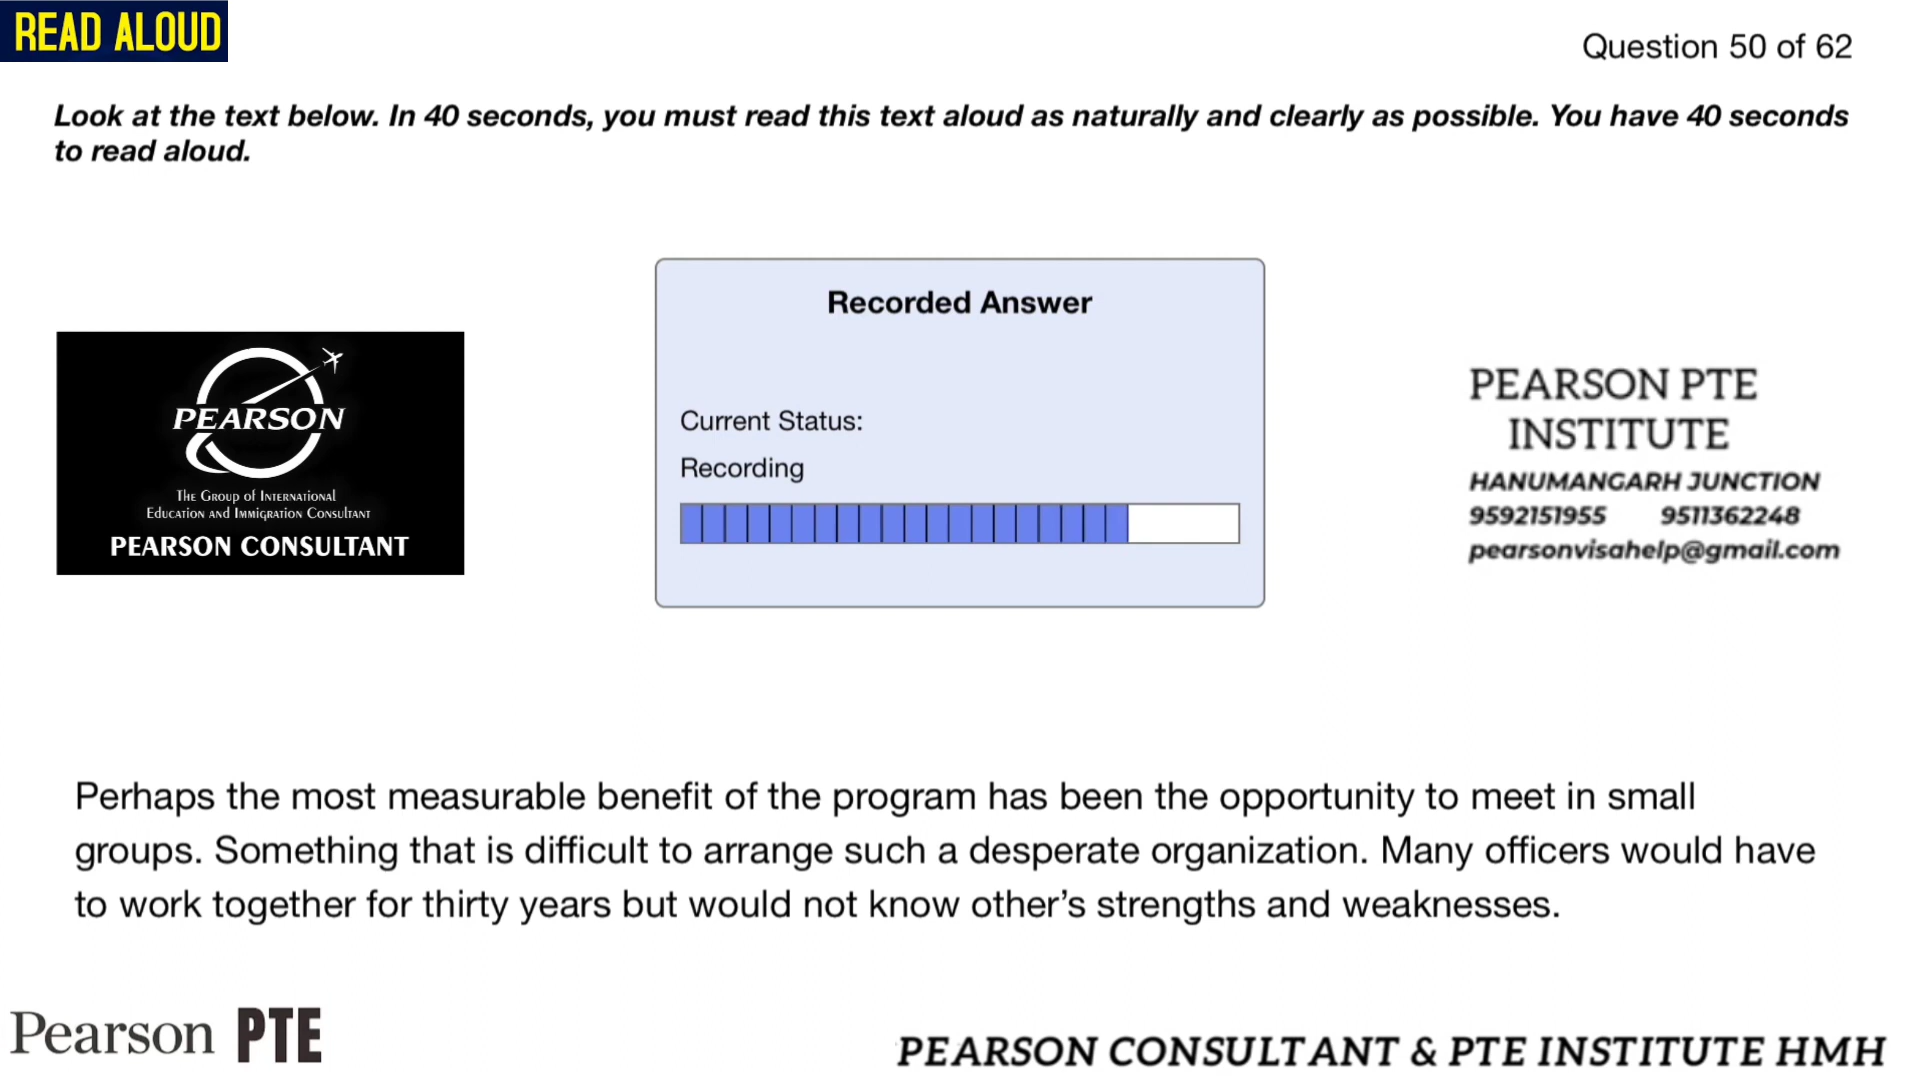 READ ALOUD
Question 50 of 62
Look at the text below. In 40 seconds, you must read this text aloud as naturally and clearly as possible. You have 40 seconds
to read aloud.
Recorded Answer
Current Status:
Recording
PEARSON
The Group of International
Education and Immigration Consultant
PEARSON CONSULTANT
PEARSON PTE
INSTITUTE
HANUMANGARH JUNCTION
9592151955 9511362248
pearsonvisahelp@gmail.com
Perhaps the most measurable benefit of the program has been the opportunity to meet in small
groups. Something that is difficult to arrange such a desperate organization. Many officers would have
to work together for thirty years but would not know other’s strengths and weaknesses.
Pearson PTE
PEARSON CONSULTANT & PTE INSTITUTE HMH